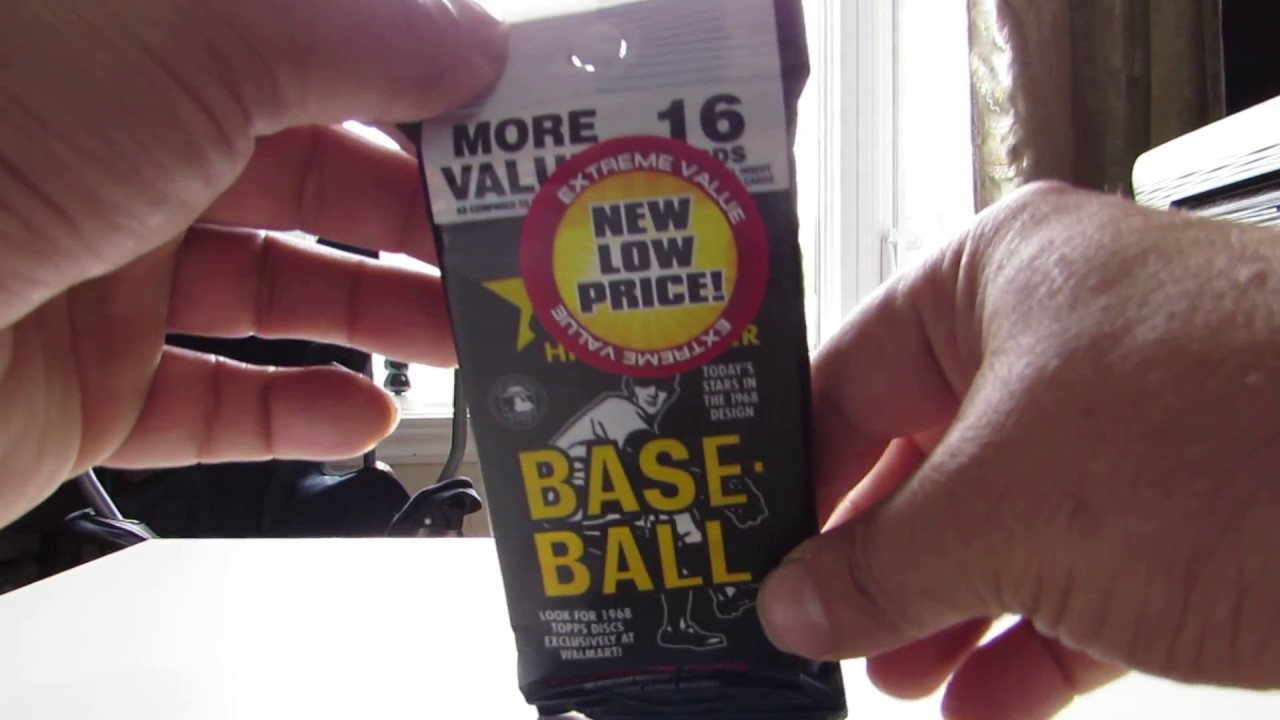 MORE 16
VALU
EXTREME VALUE
NEW
LOW
PRICE!
EXTREME VALUE
TODAY'S
STARS IN
THE 1968
DESIGN
BASE·
BALL
LOOK FOR 1968
TOPPS DISCS
EXCLUSIVELY AT
WALMART!